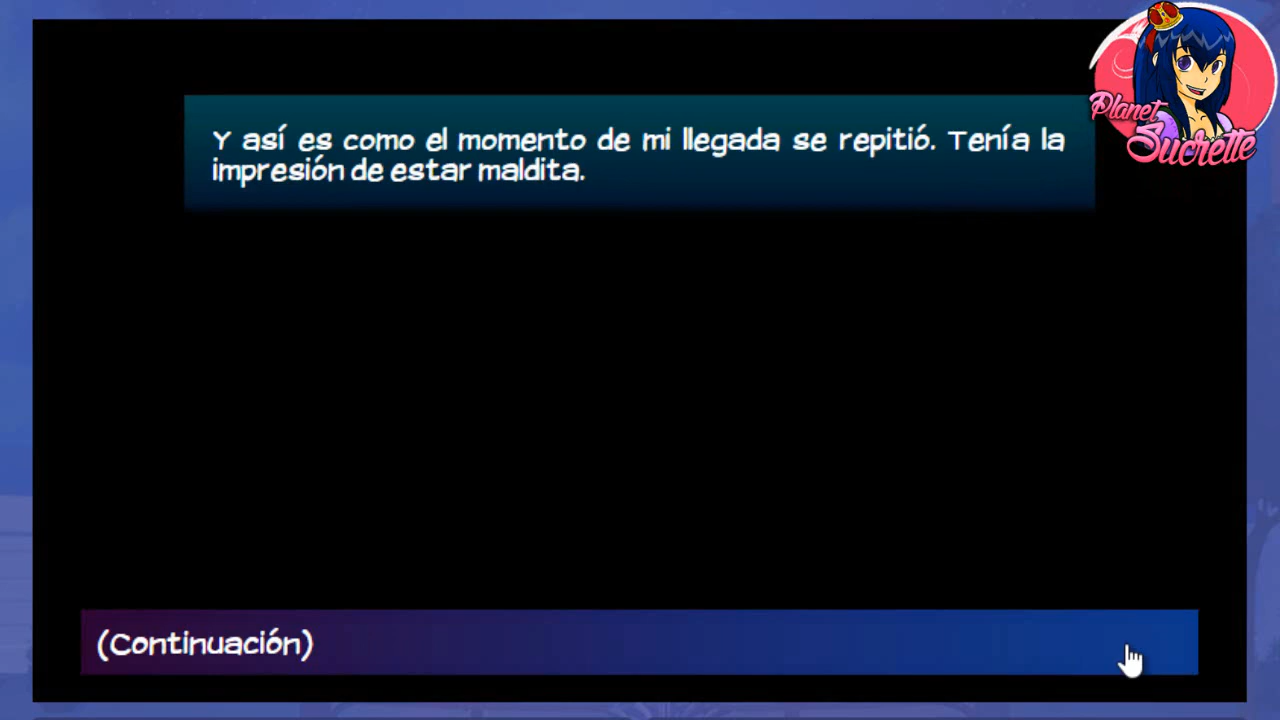 Y así es como el momento de mi llegada se repitió. Tenía la
impresión de estar maldita.
Planet
Sucrette
(Continuación)